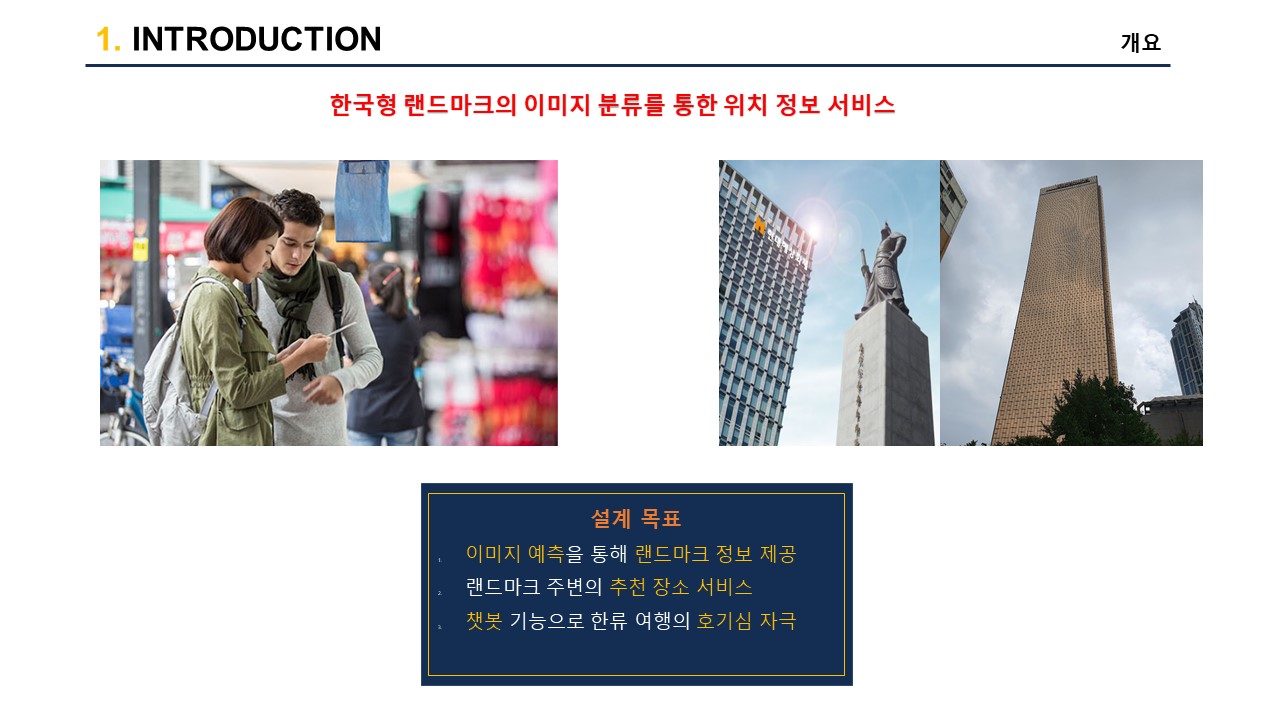 1. INTRODUCTION
개요
한국형 랜드마크의 이미지 분류를 통한 위치 정보 서비스
설계 목표
1. 이미지 예측을 통해 랜드마크 정보 제공
2. 랜드마크 주변의 추천 장소 서비스
3. 챗봇 기능으로 한류 여행의 호기심 자극